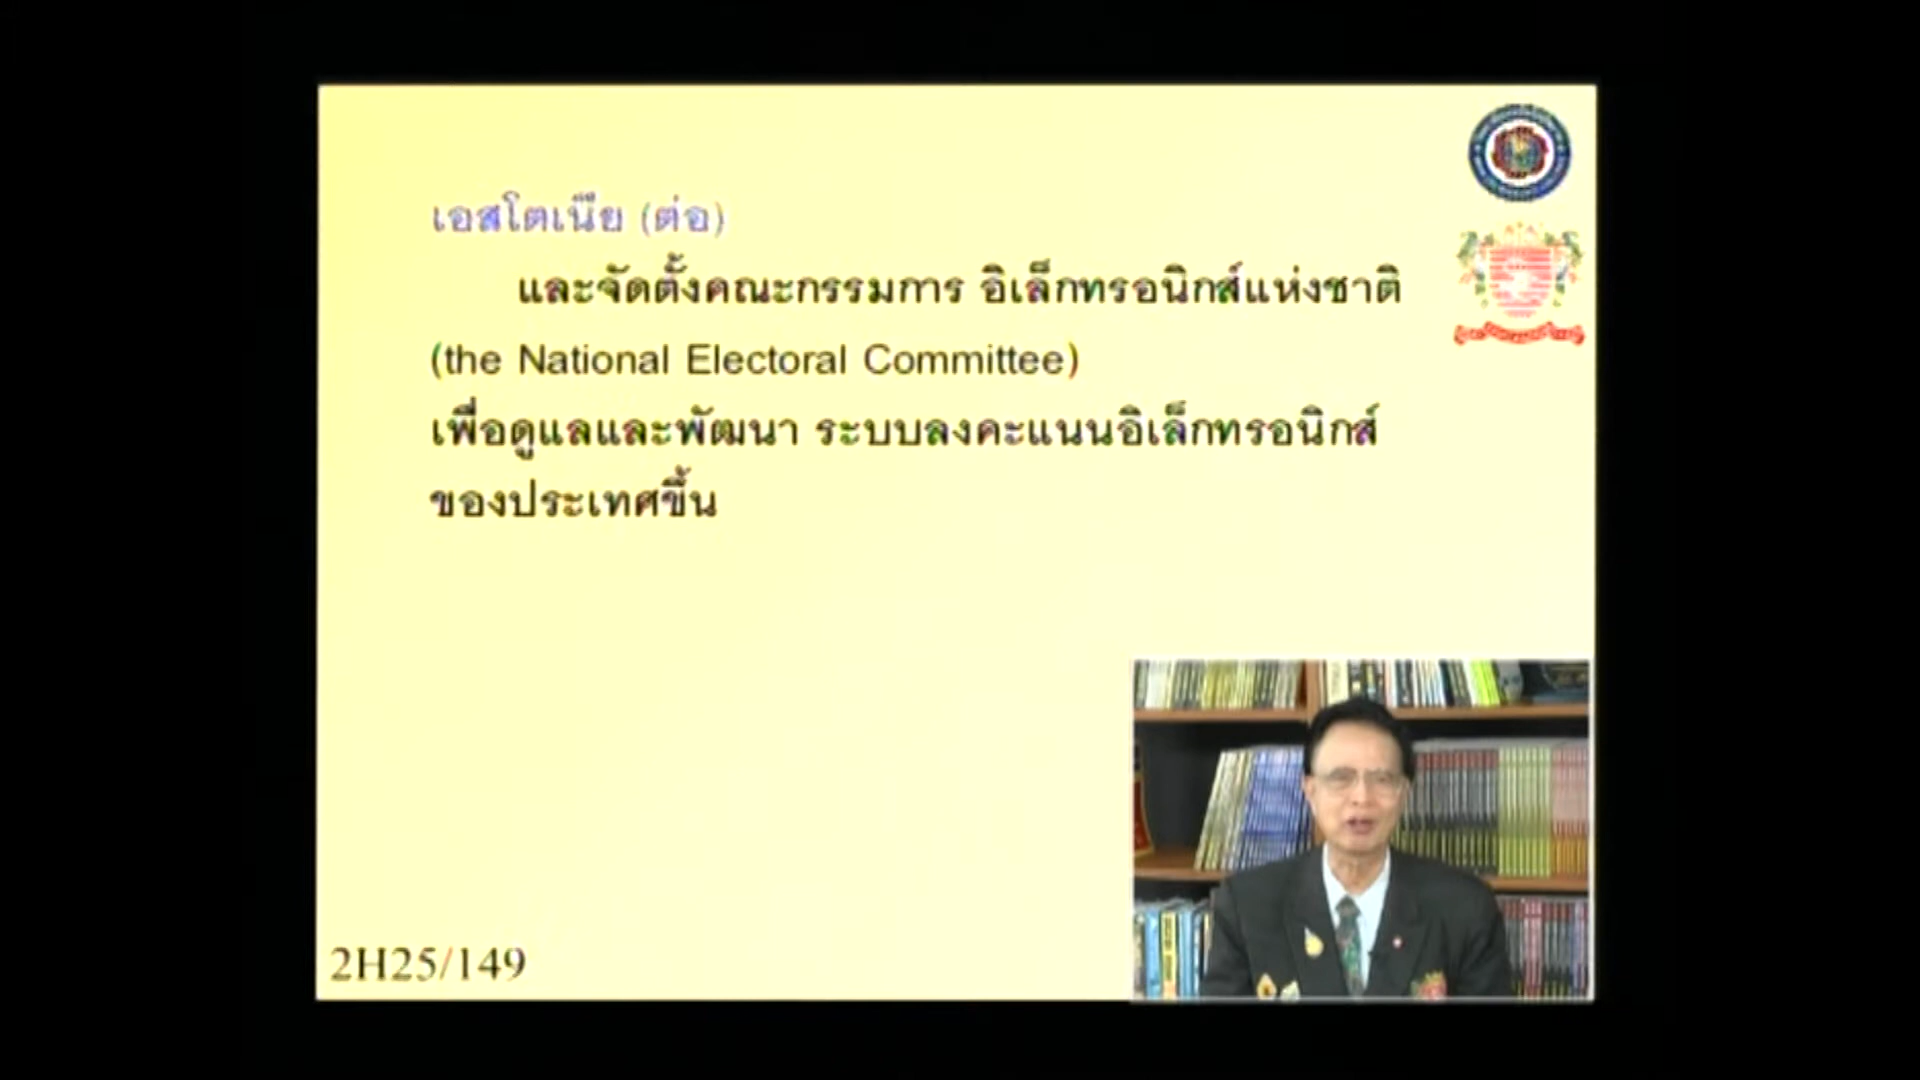 เอสโตเนีย (ต่อ)
และจัดตั้งคณะกรรมการ อิเล็กทรอนิกส์แห่งชาติ
(the National Electoral Committee)
เพื่อดูแลและพัฒนา ระบบลงคะแนนอิเล็กทรอนิกส์
ของประเทศขึ้น
2H25/149